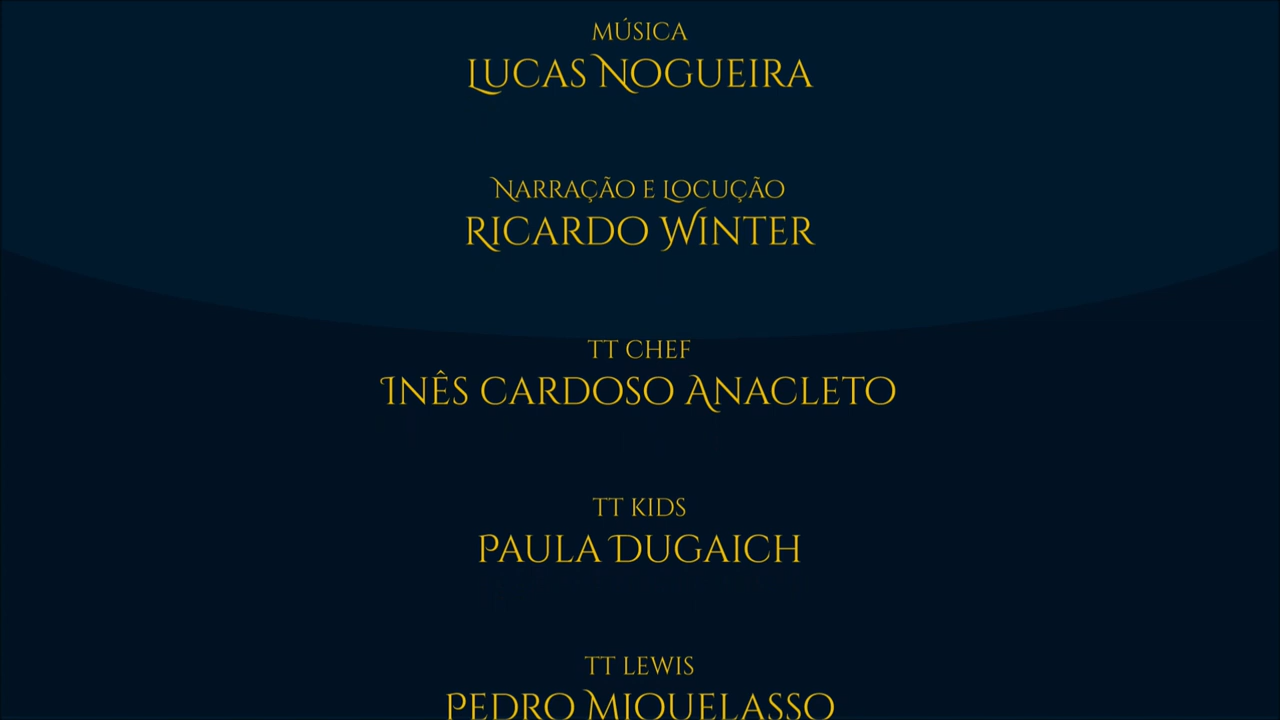 MÚSICA
LUCAS NOGUEIRA
NARRAÇÃO E LOCUÇÃO
RICARDO WINTER
TT CHEF
INÊS CARDOSO ANACLETO
TT KIDS
PAULA DUGAICH
TT LEWIS
PEDRO MIQUELASSO